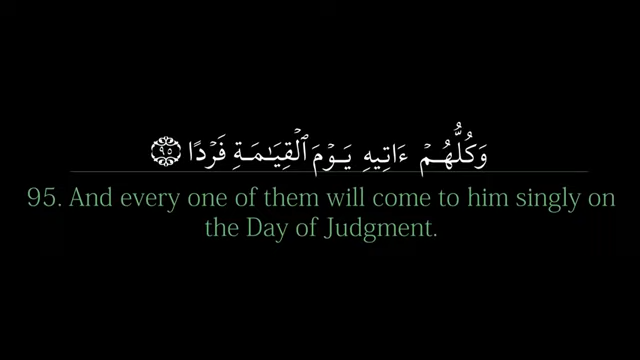 وَكُلُّهُمْ ءَاتِيهِ يَوْمَ ٱلْقِيَـٰمَةِ فَرْدًا ۝٩٥
95. And every one of them will come to him singly on
the Day of Judgment.